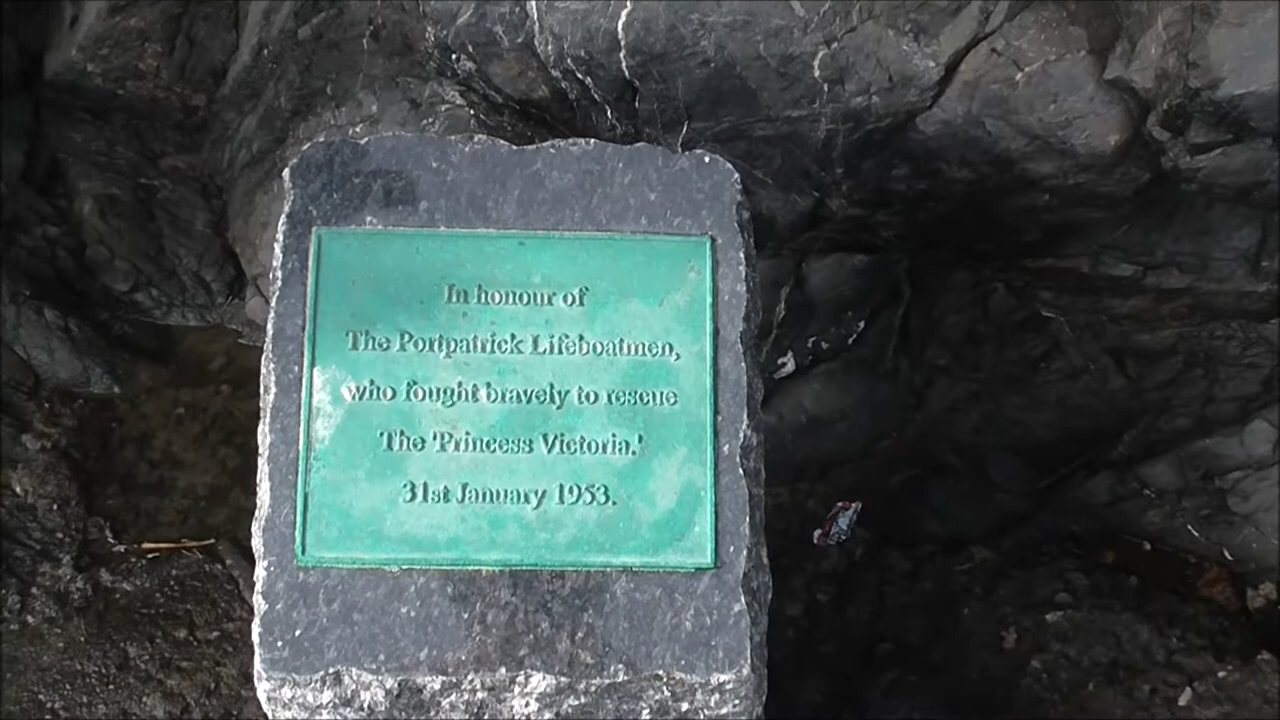 In honour of
The Portpatrick Lifeboatmen,
who fought bravely to rescue
The 'Princess Victoria.'
31st January 1953.